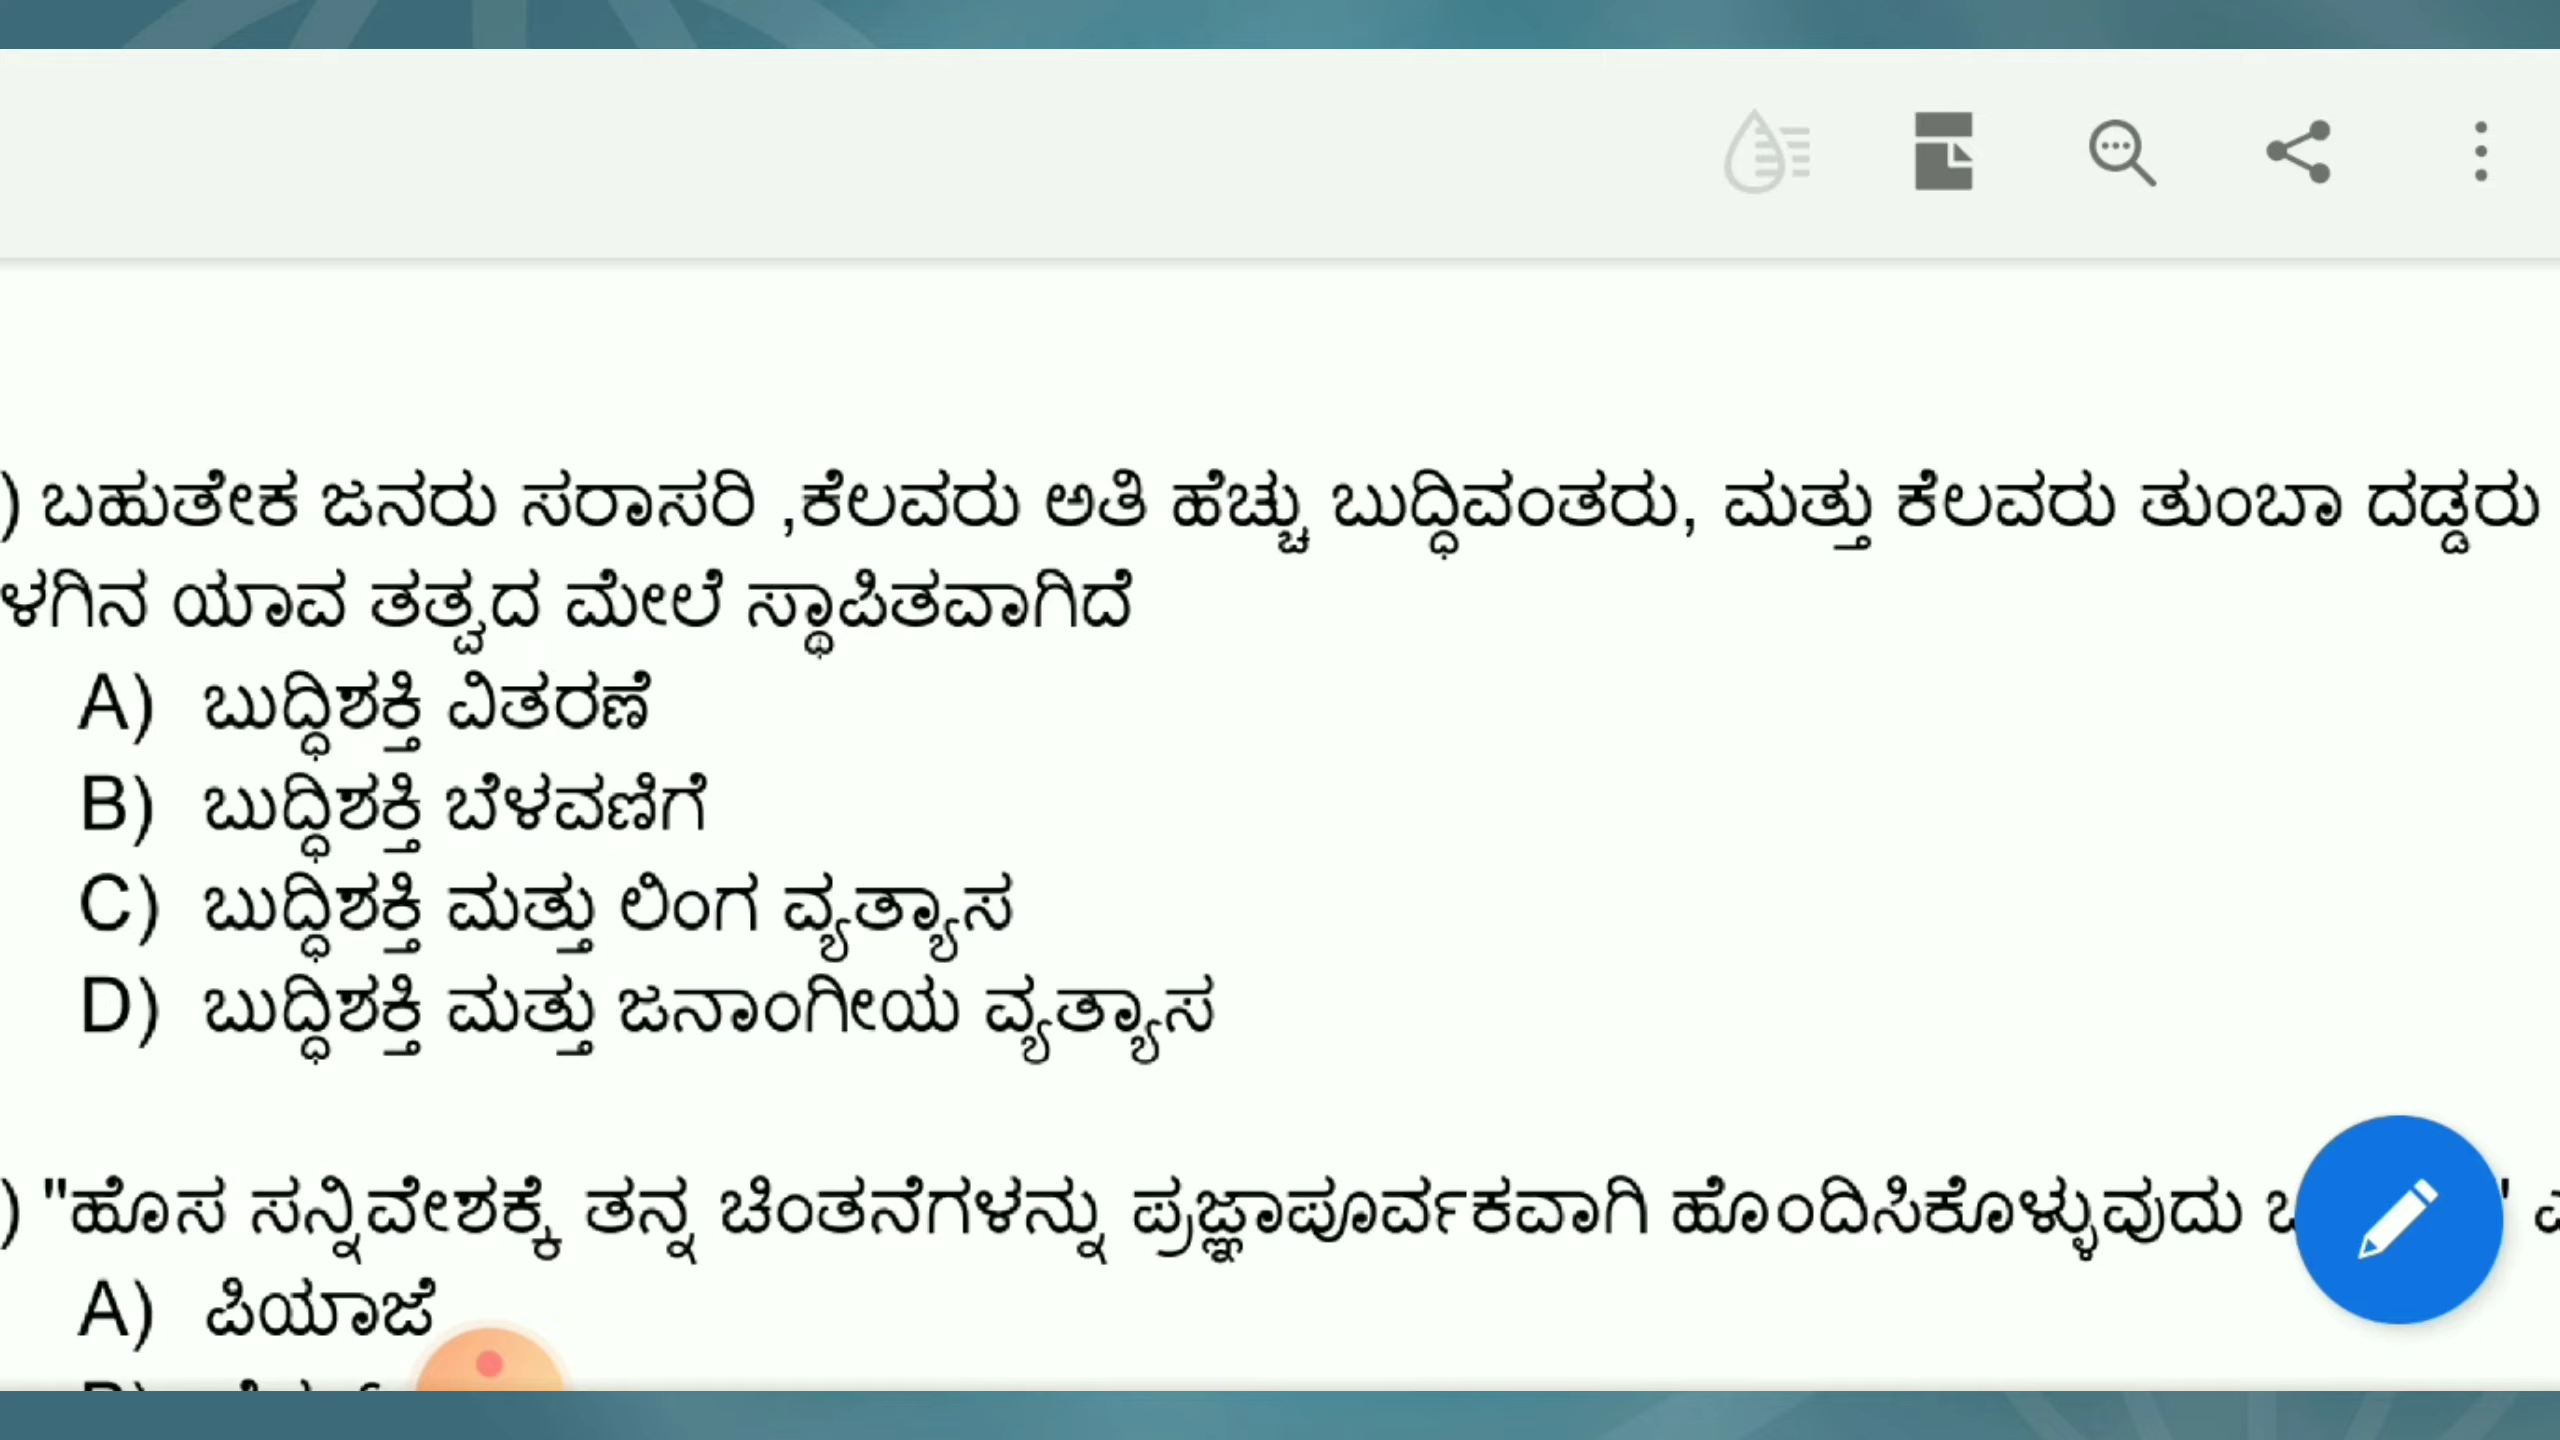 ) ಬಹುತೇಕ ಜನರು ಸರಾಸರಿ ,ಕೆಲವರು ಅತಿ ಹೆಚ್ಚು ಬುದ್ಧಿವಂತರು, ಮತ್ತು ಕೆಲವರು ತುಂಬಾ ದಡ್ಡರು
ಳಗಿನ ಯಾವ ತತ್ವದ ಮೇಲೆ ಸ್ಥಾಪಿತವಾಗಿದೆ
A) ಬುದ್ಧಿಶಕ್ತಿ ವಿತರಣೆ
B) ಬುದ್ಧಿಶಕ್ತಿ ಬೆಳವಣಿಗೆ
C) ಬುದ್ಧಿಶಕ್ತಿ ಮತ್ತು ಲಿಂಗ ವ್ಯತ್ಯಾಸ
D) ಬುದ್ಧಿಶಕ್ತಿ ಮತ್ತು ಜನಾಂಗೀಯ ವ್ಯತ್ಯಾಸ
) "ಹೊಸ ಸನ್ನಿವೇಶಕ್ಕೆ ತನ್ನ ಚಿಂತನೆಗಳನ್ನು ಪ್ರಜ್ಞಾಪೂರ್ವಕವಾಗಿ ಹೊಂದಿಸಿಕೊಳ್ಳುವುದು
A) ಪಿಯಾಜೆ